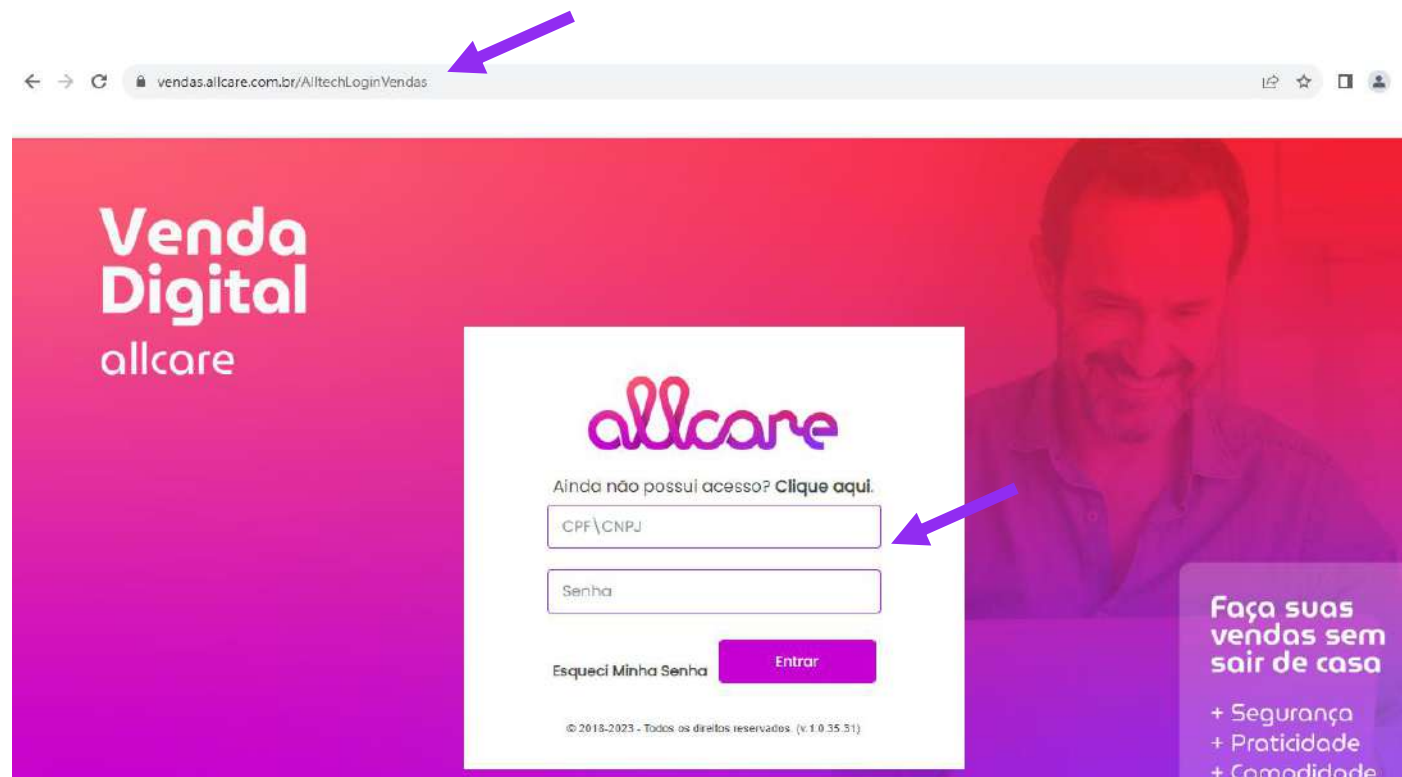 vendas.allcare.com.br/AlltechLoginVendas
Venda
Digital
allcare
allcare
Ainda não possui acesso? Clique aqui.
CPF\CNPJ
Senha
Esqueci Minha Senha
Entrar
© 2018-2023 - Todos os direitos reservados. (v.1.0.35.31)
Faça suas
vendas sem
sair de casa
+ Segurança
+ Praticidade
+ Comodidade